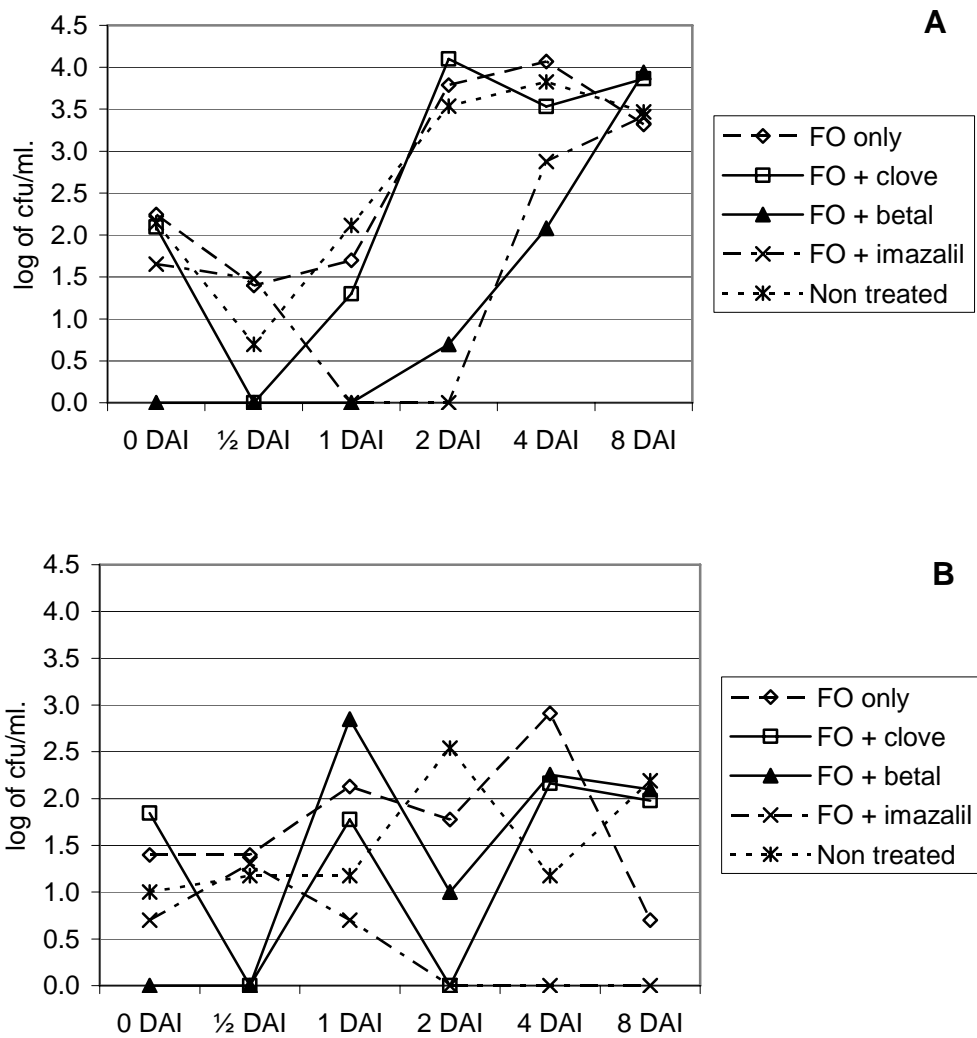 A
4.5
4.0
3.5
3.0
2.5
2.0
1.5
1.0
0.5
0.0
log of cfu/ml.
0 DAI ½ DAI 1 DAI 2 DAI 4 DAI 8 DAI
FO only
FO + clove
FO + betal
FO + imazalil
Non treated
B
4.5
4.0
3.5
3.0
2.5
2.0
1.5
1.0
0.5
0.0
log of cfu/ml.
0 DAI ½ DAI 1 DAI 2 DAI 4 DAI 8 DAI
FO only
FO + clove
FO + betal
FO + imazalil
Non treated